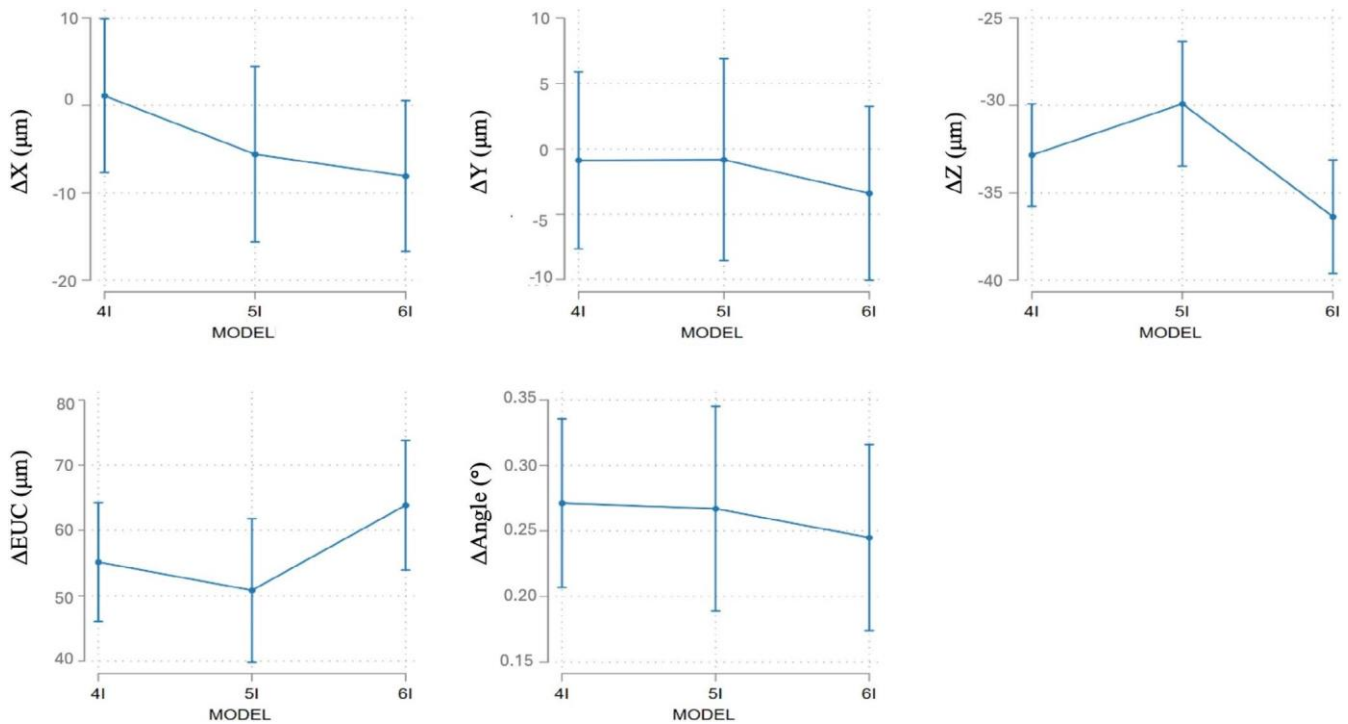 ΔX (μm)
10
0
-10
-20
4I 5I 6I
MODEL
ΔY (μm)
10
5
0
-5
-10
4I 5I 6I
MODEL
ΔZ (μm)
-25
-30
-35
-40
4I 5I 6I
MODEL
ΔEUC (μm)
80
70
60
50
40
4I 5I 6I
MODEL
ΔAngle (°)
0.35
0.30
0.25
0.20
0.15
4I 5I 6I
MODEL